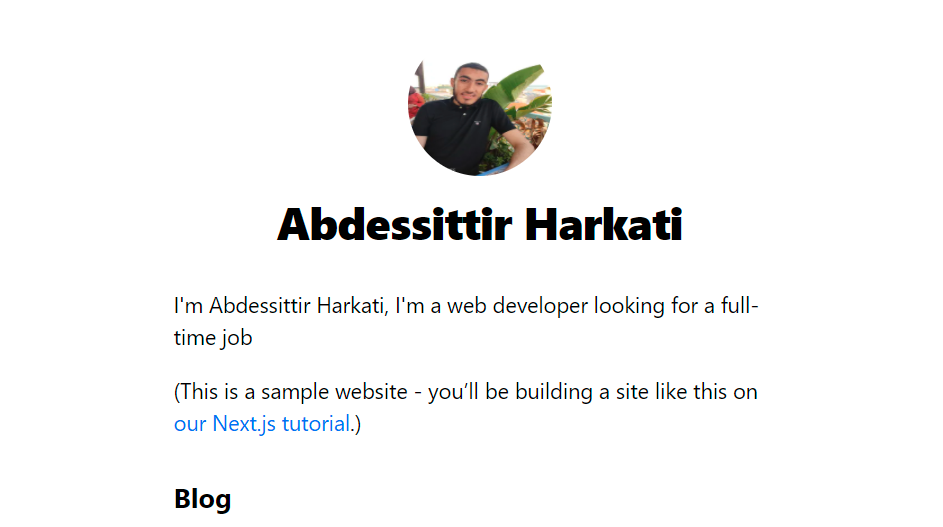 Abdessittir Harkati
I'm Abdessittir Harkati, I'm a web developer looking for a full-
time job
(This is a sample website - you’ll be building a site like this on
our Next.js tutorial.)
Blog